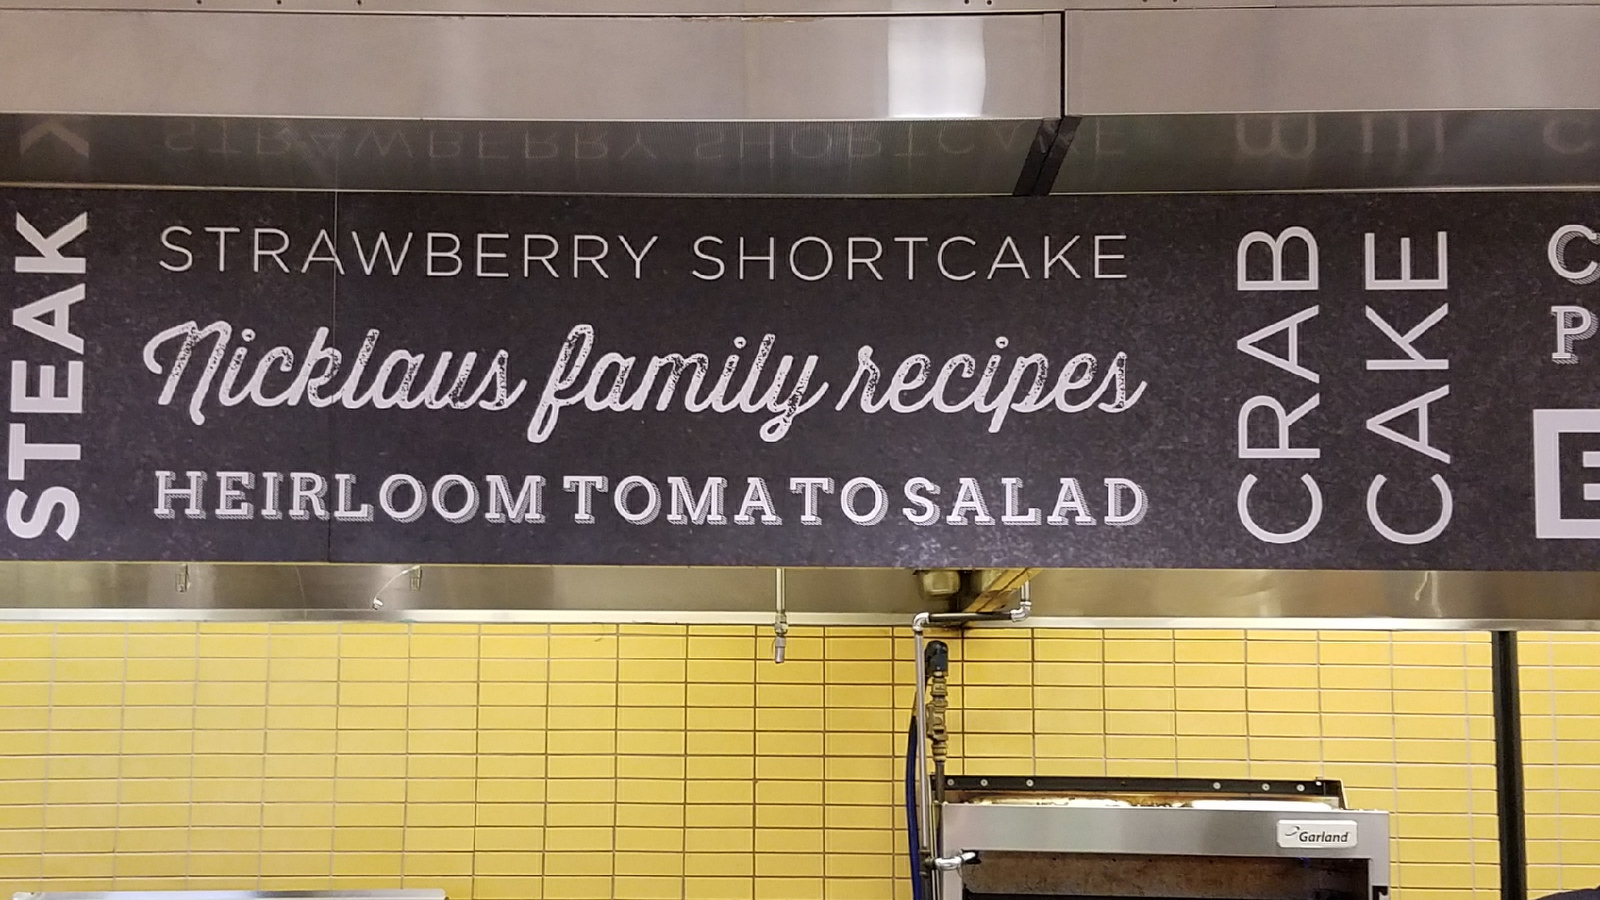 STEAK
STRAWBERRY SHORTCAKE
Nicklaus family recipes
HEIRLOOM TOMATO SALAD
CRAB
CAKE
Garland